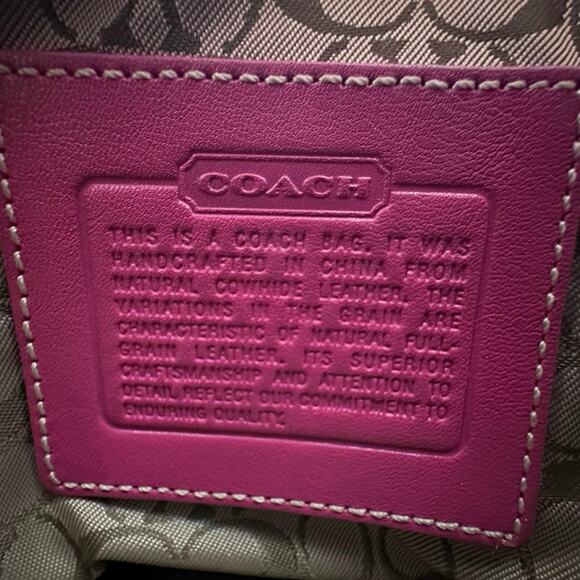 COACH
THIS IS A COACH BAG. IT WAS
HANDCRAFTED IN CHINA FROM
NATURAL COWHIDE LEATHER. THE
VARIATIONS IN THE GRAIN ARE
CHARACTERISTIC OF NATURAL FULL-
GRAIN LEATHER. ITS SUPERIOR
CRAFTSMANSHIP AND ATTENTION TO
DETAIL REFLECT OUR COMMITMENT TO
ENDURING QUALITY.